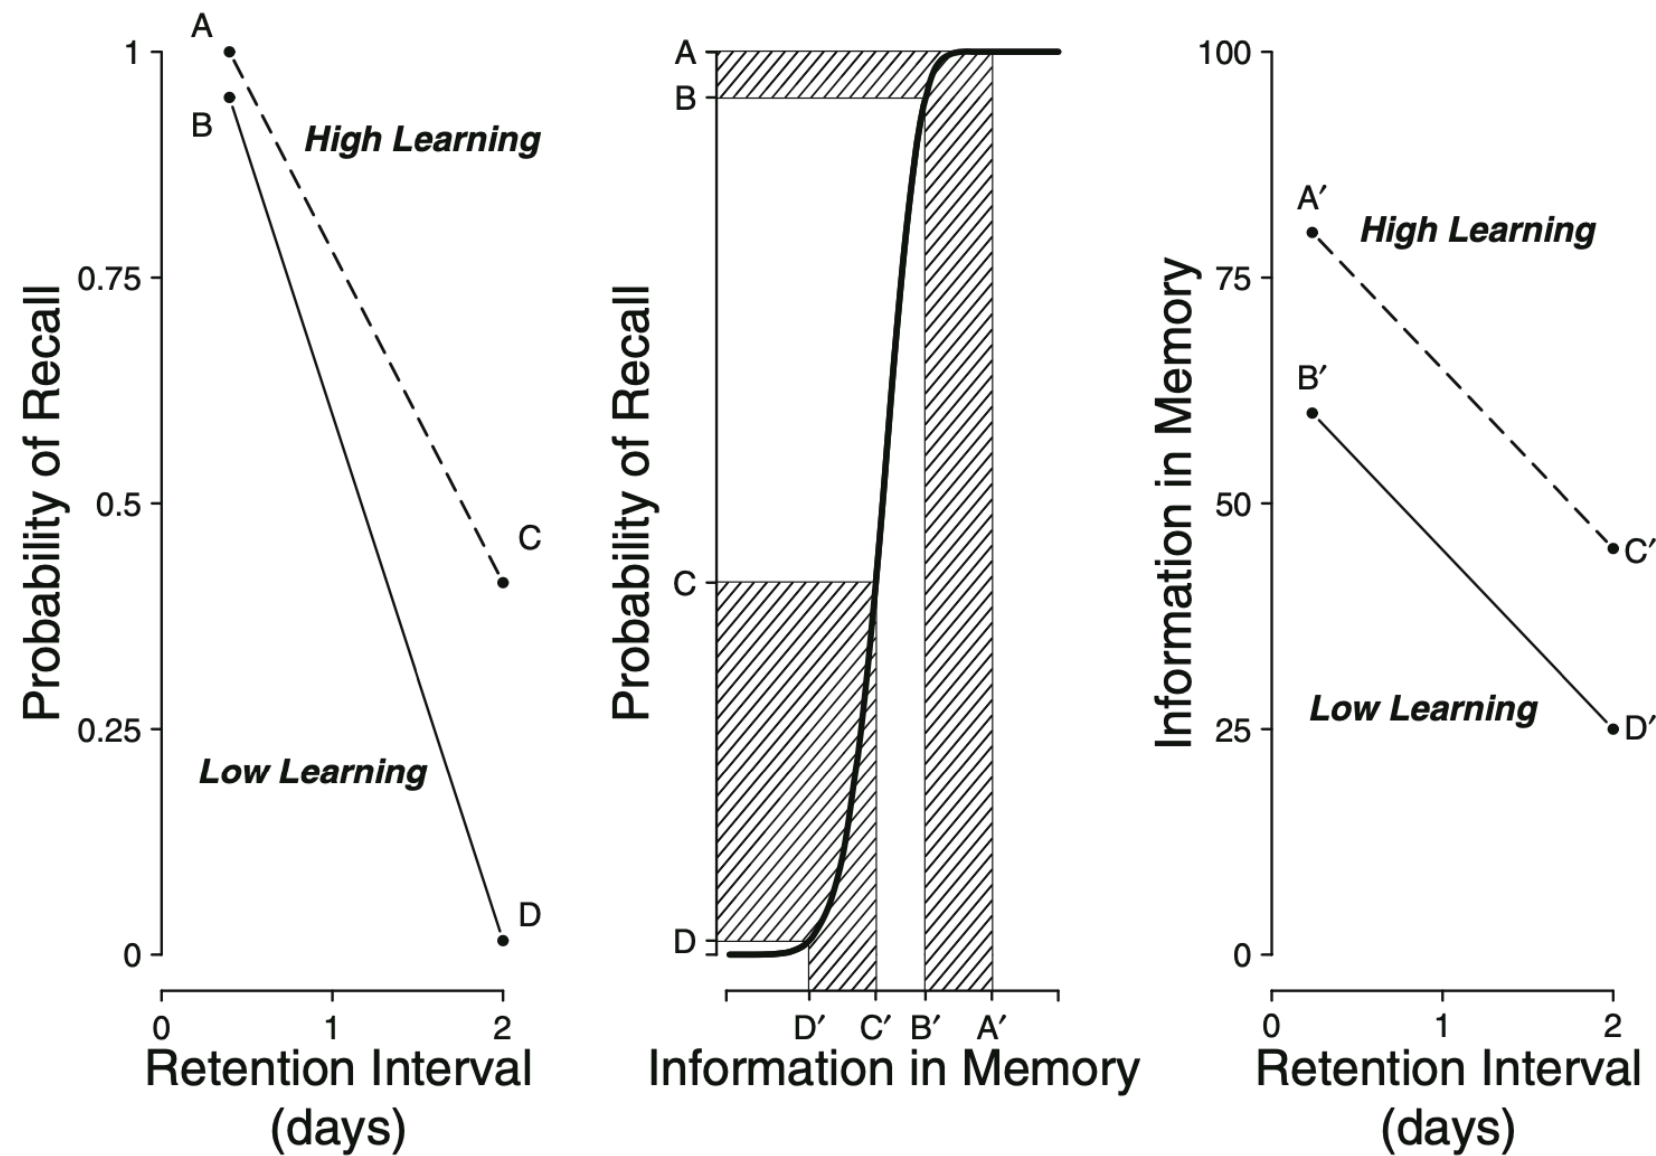 Probability of Recall
1
0.75
0.5
0.25
0
A
B
High Learning
C
Low Learning
D
0
1
2
Retention Interval
(days)
Probability of Recall
A
B
C
D
D′
C′
B′
A′
Information in Memory
Information in Memory
100
75
50
25
0
A′
High Learning
B′
C′
Low Learning
D′
0
1
2
Retention Interval
(days)